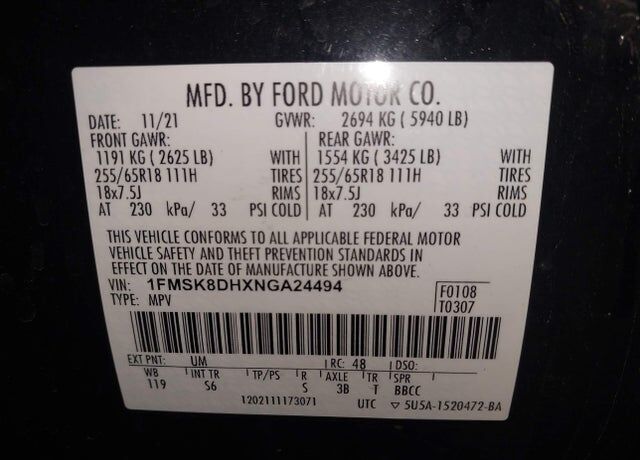 MFD. BY FORD MOTOR CO.
DATE: 11/21 GVWR: 2694 KG ( 5940 LB)
FRONT GAWR: REAR GAWR:
1191 KG ( 2625 LB) WITH 1554 KG ( 3425 LB) WITH
255/65R18 111H TIRES 255/65R18 111H TIRES
18x7.5J RIMS 18x7.5J RIMS
AT 230 kPa/ 33 PSI COLD AT 230 kPa/ 33 PSI COLD
THIS VEHICLE CONFORMS TO ALL APPLICABLE FEDERAL MOTOR
VEHICLE SAFETY AND THEFT PREVENTION STANDARDS IN
EFFECT ON THE DATE OF MANUFACTURE SHOWN ABOVE.
VIN: 1FMSK8DHXNGA24494 F0108
TYPE: MPV T0307
EXT PNT: UM RC: 48 DSO:
WB INT TR TP/PS R AXLE TR SPR
119 S6 S 3B T BBCC
1202111173071 UTC ▽ 5U5A-1520472-BA